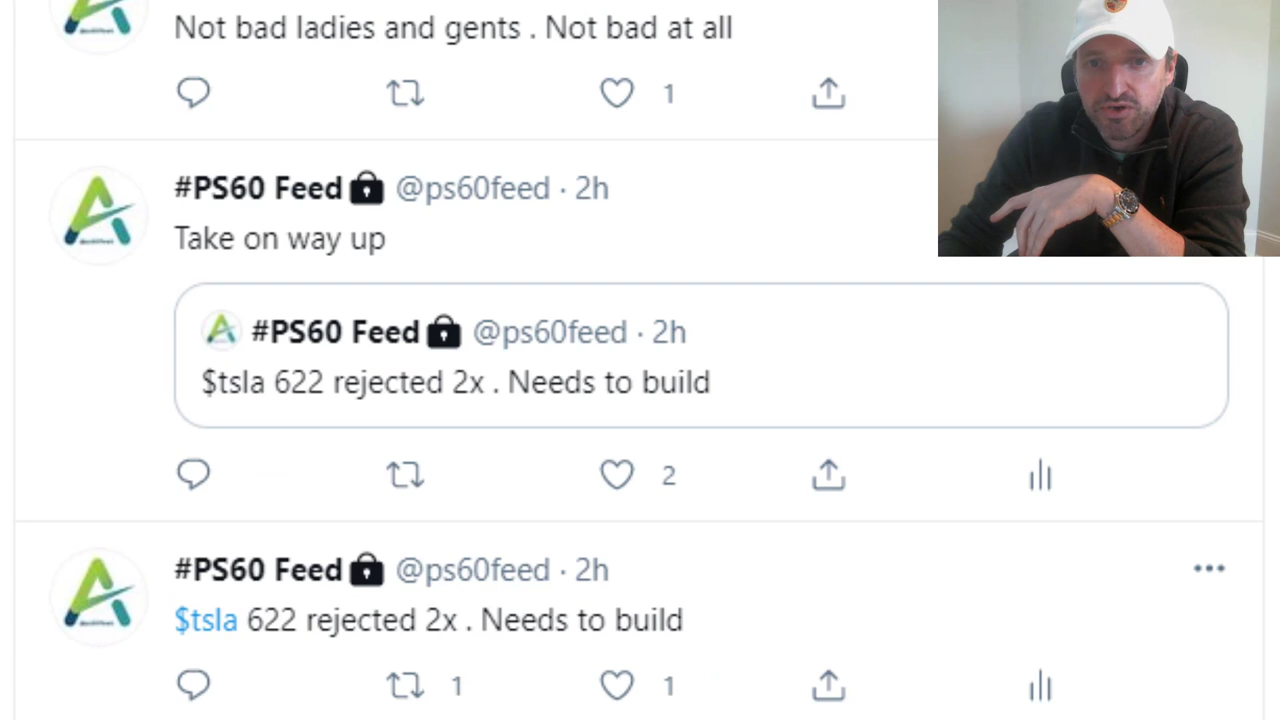 Not bad ladies and gents . Not bad at all
1
#PS60 Feed🔒 @ps60feed · 2h
Take on way up
#PS60 Feed🔒 @ps60feed · 2h
$tsla 622 rejected 2x . Needs to build
2
#PS60 Feed🔒 @ps60feed · 2h
$tsla 622 rejected 2x . Needs to build
1 1